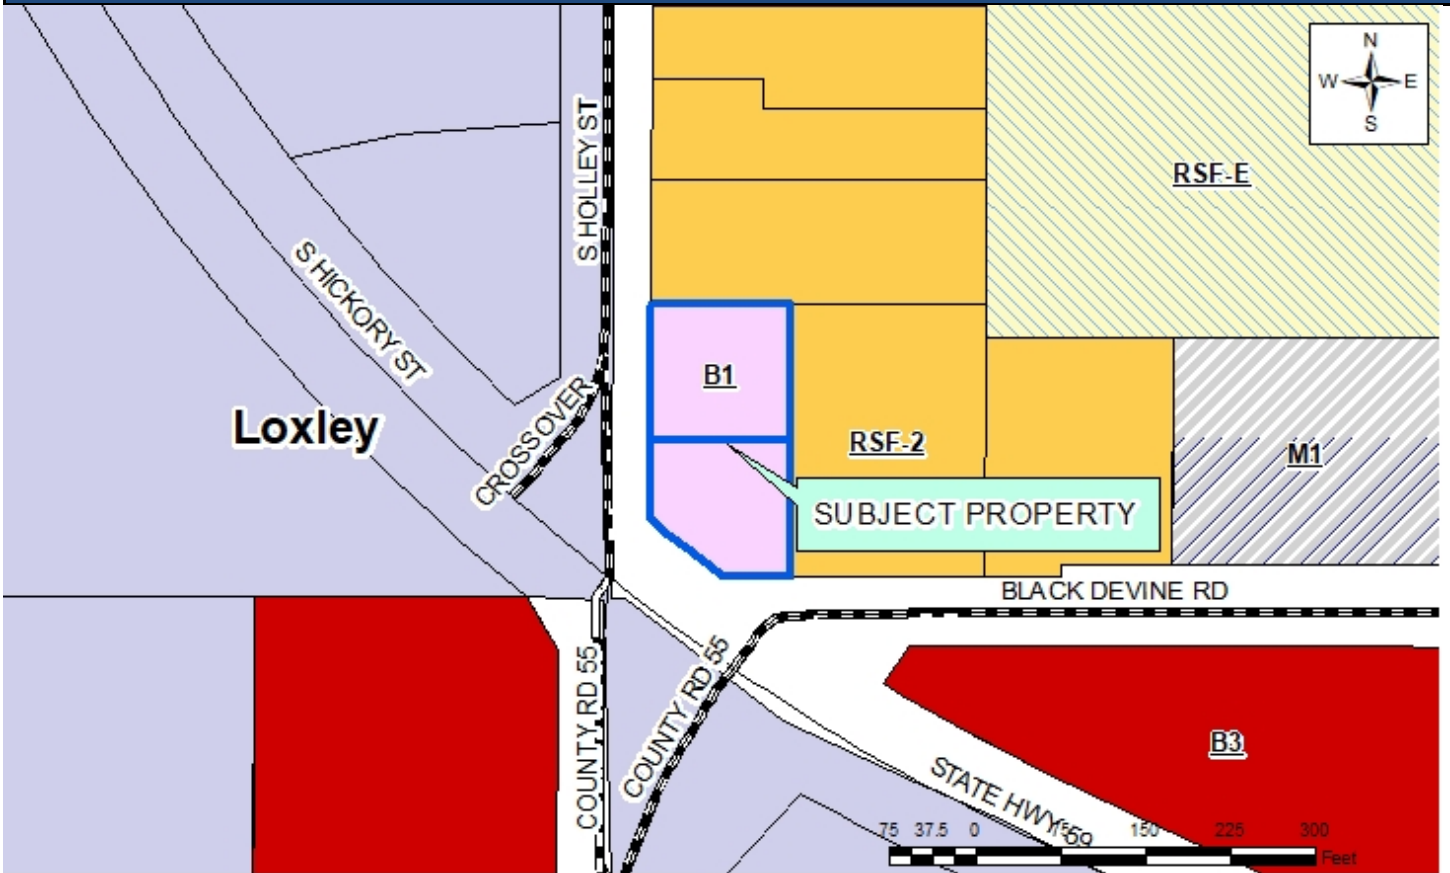 N
W E
S
S HOLLEY ST
RSF-E
S HICKORY ST
B1
CROSSOVER
Loxley
RSF-2
M1
SUBJECT PROPERTY
BLACK DEVINE RD
COUNTY RD 55
COUNTY RD 55
B3
STATE HWY 59
75 37.5 0 75 150 225 300
Feet